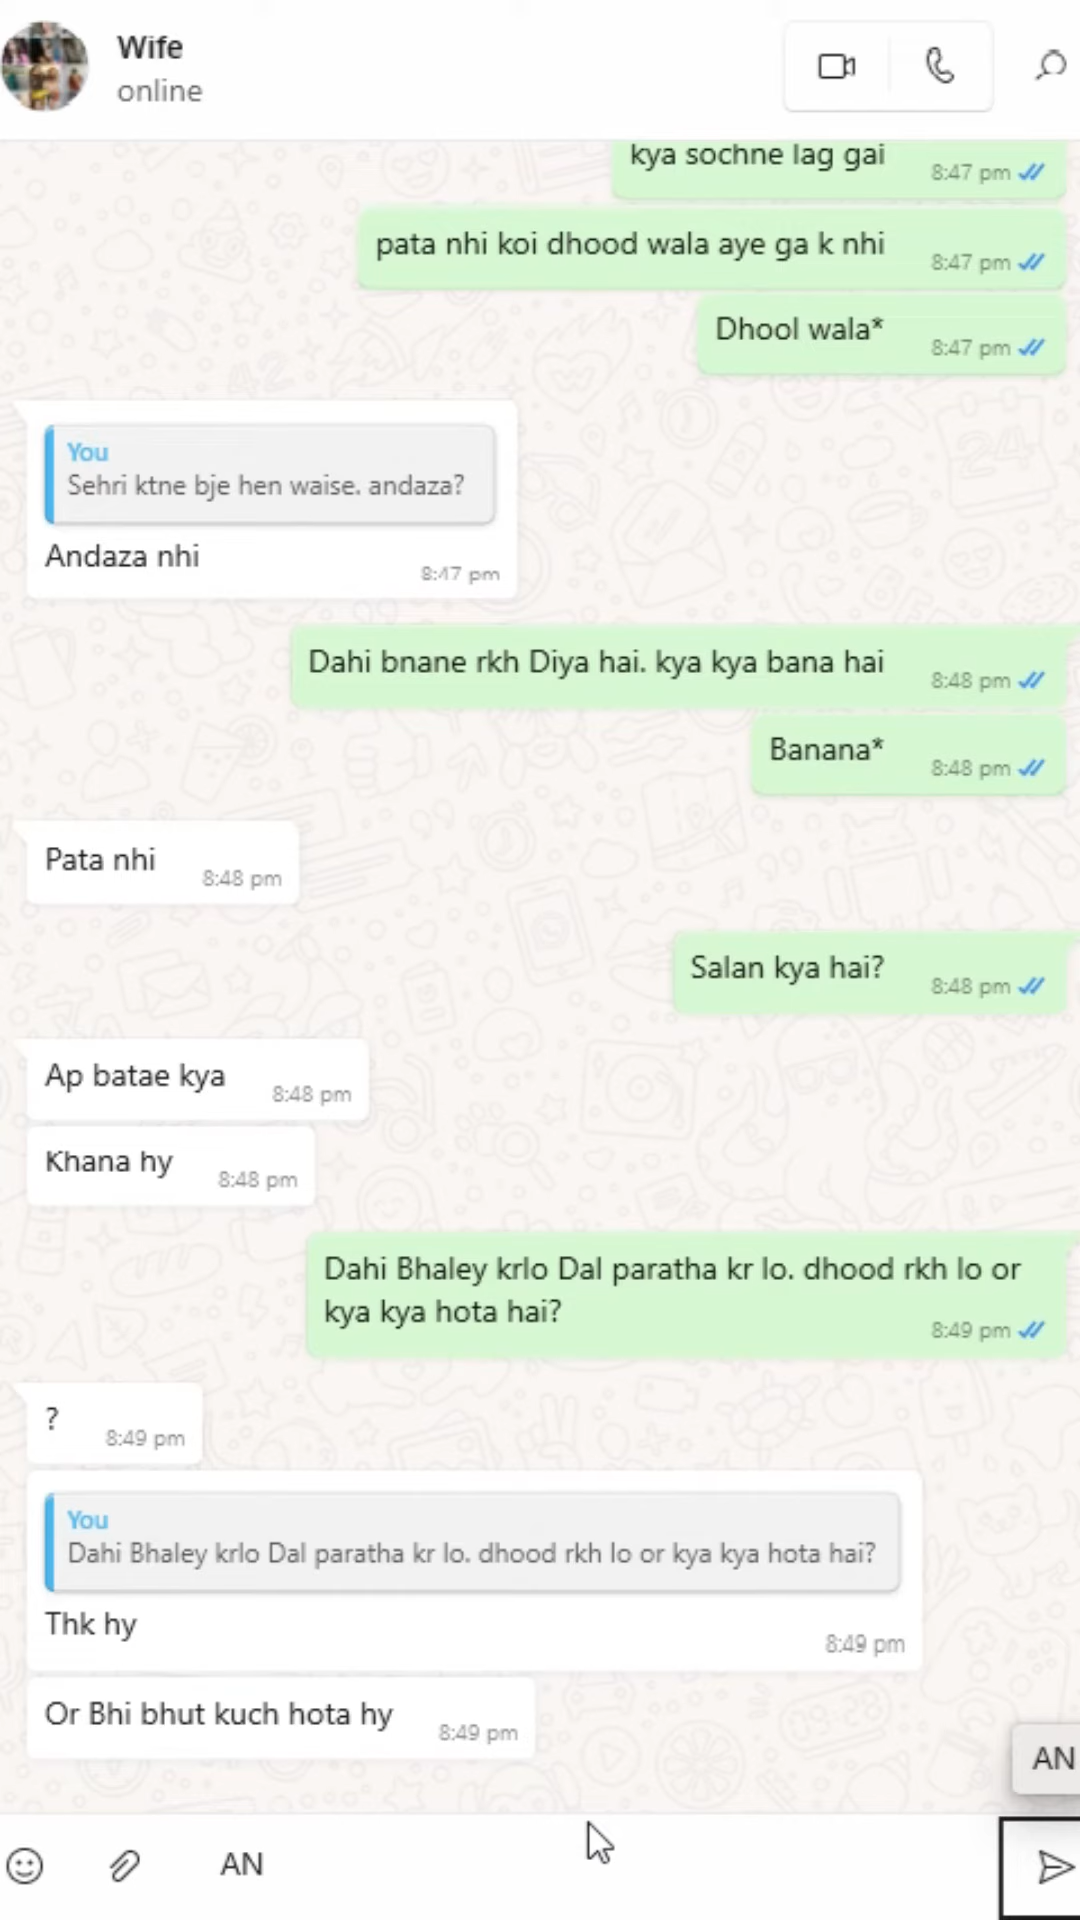 Wife
online
kya sochne lag gai
8:47 pm
pata nhi koi dhood wala aye ga k nhi
8:47 pm
Dhool wala*
8:47 pm
You
Sehri ktne bje hen waise. andaza?
Andaza nhi
8:47 pm
Dahi bnane rkh Diya hai. kya kya bana hai
8:48 pm
Banana*
8:48 pm
Pata nhi
8:48 pm
Salan kya hai?
8:48 pm
Ap batae kya
8:48 pm
Khana hy
8:48 pm
Dahi Bhaley krlo Dal paratha kr lo. dhood rkh lo or
kya kya hota hai?
8:49 pm
?
8:49 pm
You
Dahi Bhaley krlo Dal paratha kr lo. dhood rkh lo or kya kya hota hai?
Thk hy
8:49 pm
Or Bhi bhut kuch hota hy
8:49 pm
AN
AN